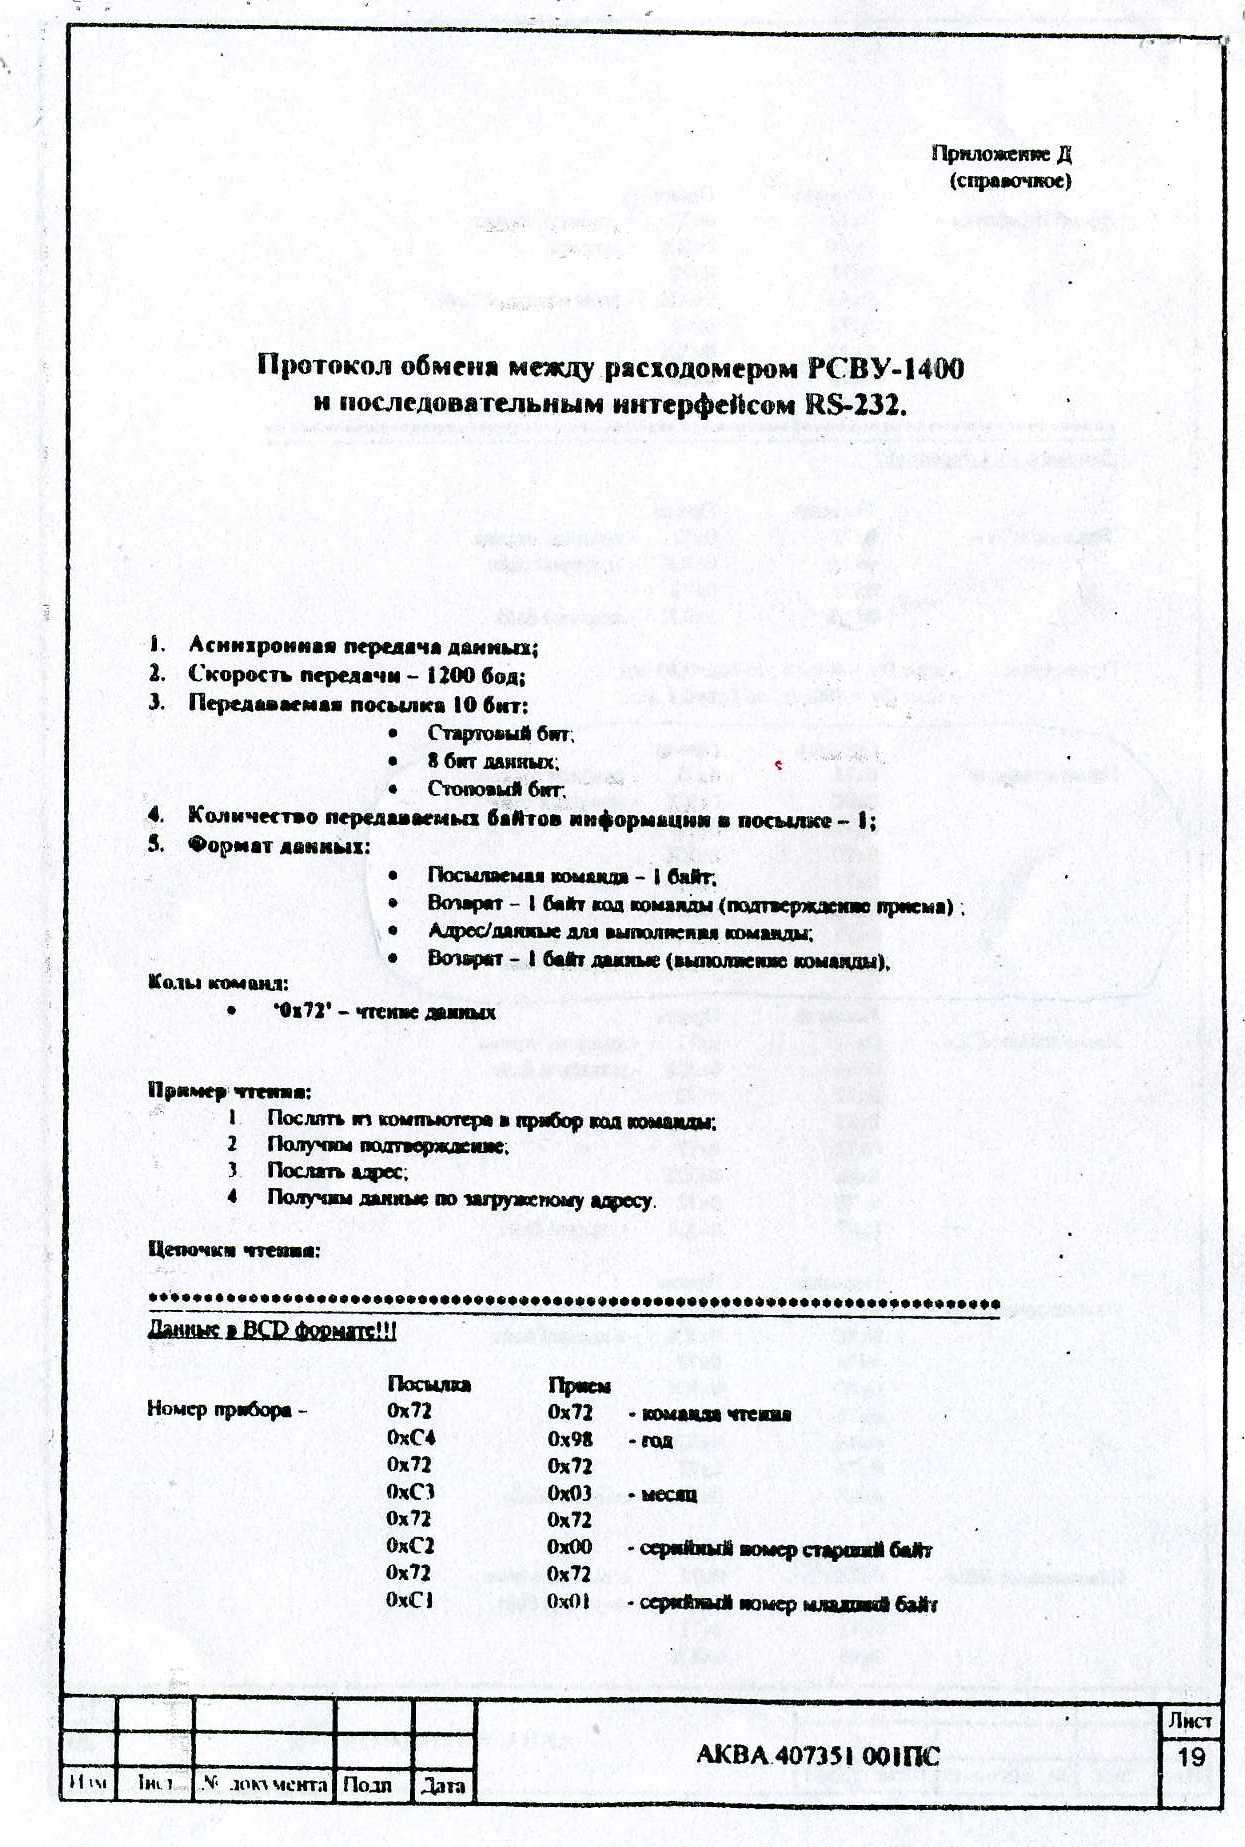 Приложение Д
(справочное)
Протокол обмена между расходомером РСВУ-1400
и последовательным интерфейсом RS-232.
1. Асинхронная передача данных;
2. Скорость передачи – 1200 бод;
3. Передаваемая посылка 10 бит:
• Стартовый бит;
• 8 бит данных;
• Стоповый бит;
4. Количество передаваемых байтов информации в посылке – 1;
5. Формат данных:
• Посылаемая команда – 1 байт;
• Возврат – 1 байт код команды (подтверждение приема) ;
• Адрес/данные для выполнения команды;
• Возврат – 1 байт данные (выполнение команды),
Коды команд:
• '0x72' – чтение данных
Пример чтения:
1 Послать из компьютера в прибор код команды;
2 Получим подтверждение;
3 Послать адрес;
4 Получим данные по загруженому адресу.
Цепочки чтения:
Данные в BCD формате!!!
Посылка Прием
Номер прибора – 0x72 0x72 - команда чтения
0xC4 0x98 - год
0x72 0x72
0xC3 0x03 - месяц
0x72 0x72
0xC2 0x00 - серийный номер старший байт
0x72 0x72
0xC1 0x01 - серийный номер младший байт
АКВА.407351 001ПС
Лист
19
Изм Лист № документа Подп Дата